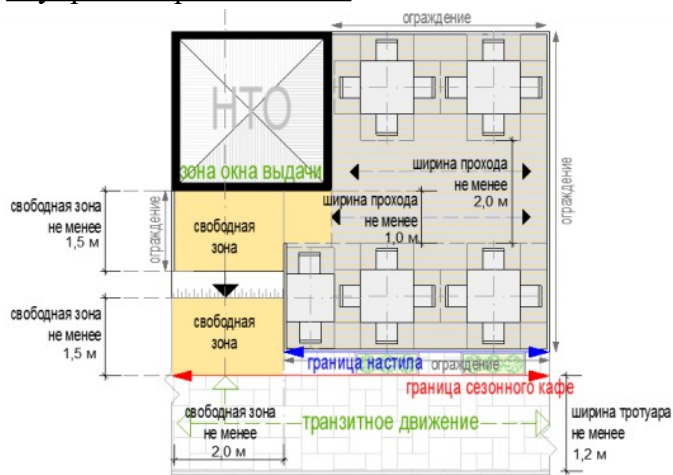 ограждение
НТО
зона окна выдачи
ширина прохода
не менее
2,0 м
ограждение
свободная зона
не менее
1,5 м
ограждение
свободная
зона
ширина прохода
не менее
1,0 м
свободная зона
не менее
1,5 м
свободная
зона
граница настила
ограждение
граница сезонного кафе
свободная зона
не менее
2,0 м
транзитное движение
ширина тротуара
не менее
1,2 м